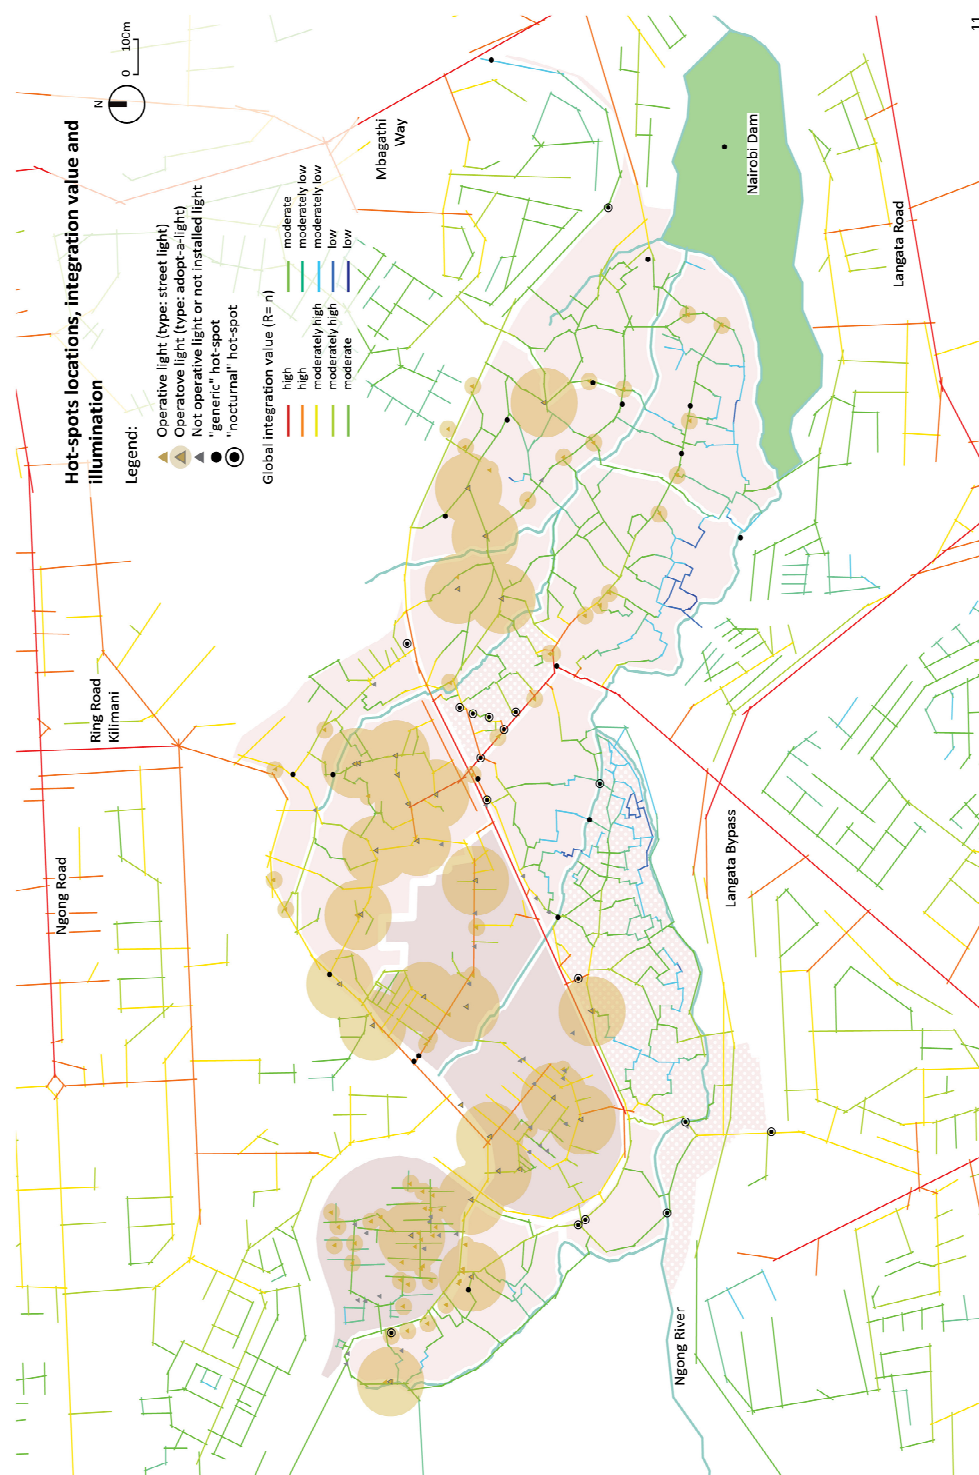 Hot-spots locations, integration value and
illumination
Legend:
Operative light (type: street light)
Operatove light (type: adopt-a-light)
Not operative light or not installed light
"generic" hot-spot
"nocturnal" hot-spot
Global integration value (R= n)
high
high
moderately high
moderately high
moderate
moderate
moderately low
moderately low
low
low
N
0 100m
Ngong Road
Ring Road
Kilimani
Mbagathi
Way
Nairobi Dam
Langata Road
Langata Bypass
Ngong River
11